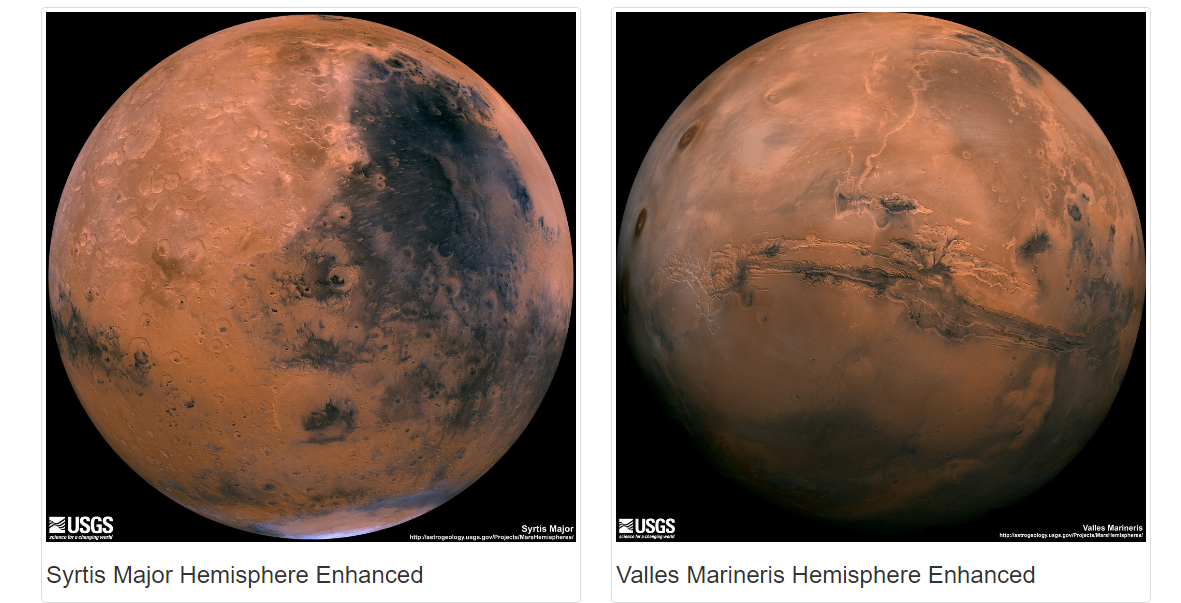 USGS
science for a changing world
Syrtis Major
http://astrogeology.usgs.gov/Projects/MarsHemispheres/
Syrtis Major Hemisphere Enhanced
USGS
science for a changing world
Valles Marineris
http://astrogeology.usgs.gov/Projects/MarsHemispheres/
Valles Marineris Hemisphere Enhanced